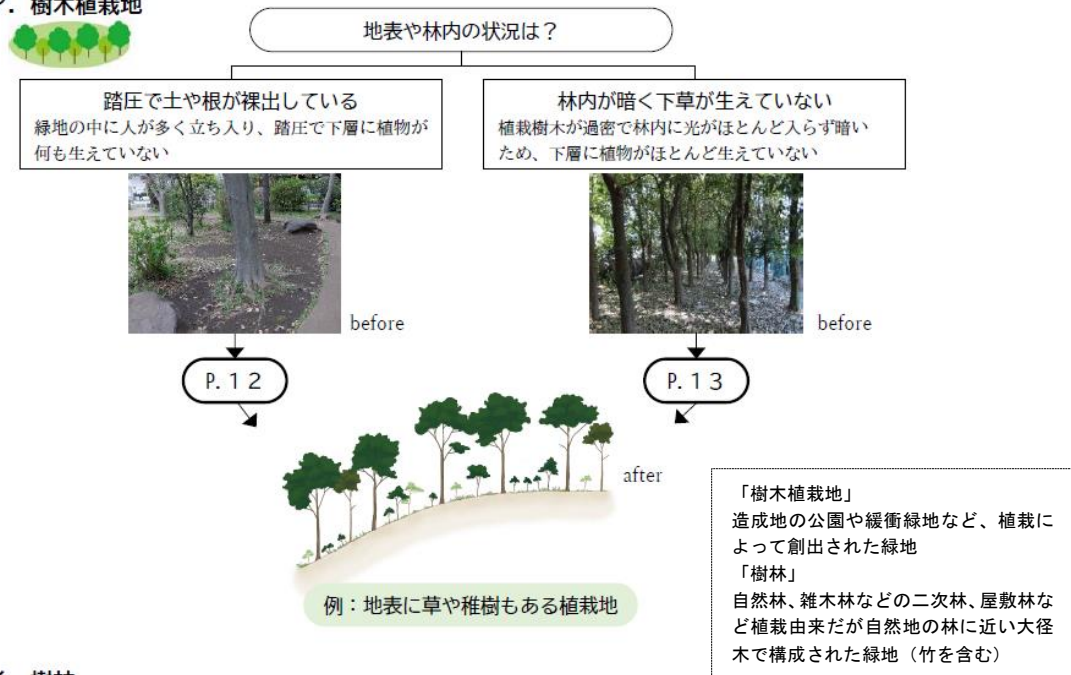 ．樹木植栽地
地表や林内の状況は？
踏圧で土や根が裸出している
緑地の中に人が多く立ち入り、踏圧で下層に植物が
何も生えていない
林内が暗く下草が生えていない
植栽樹木が過密で林内に光がほとんど入らず暗い
ため、下層に植物がほとんど生えていない
before
before
P.12
P.13
after
例：地表に草や稚樹もある植栽地
「樹木植栽地」
造成地の公園や緩衝緑地など、植栽に
よって創出された緑地
「樹林」
自然林、雑木林などの二次林、屋敷林な
ど植栽由来だが自然地の林に近い大径
木で構成された緑地（竹を含む）